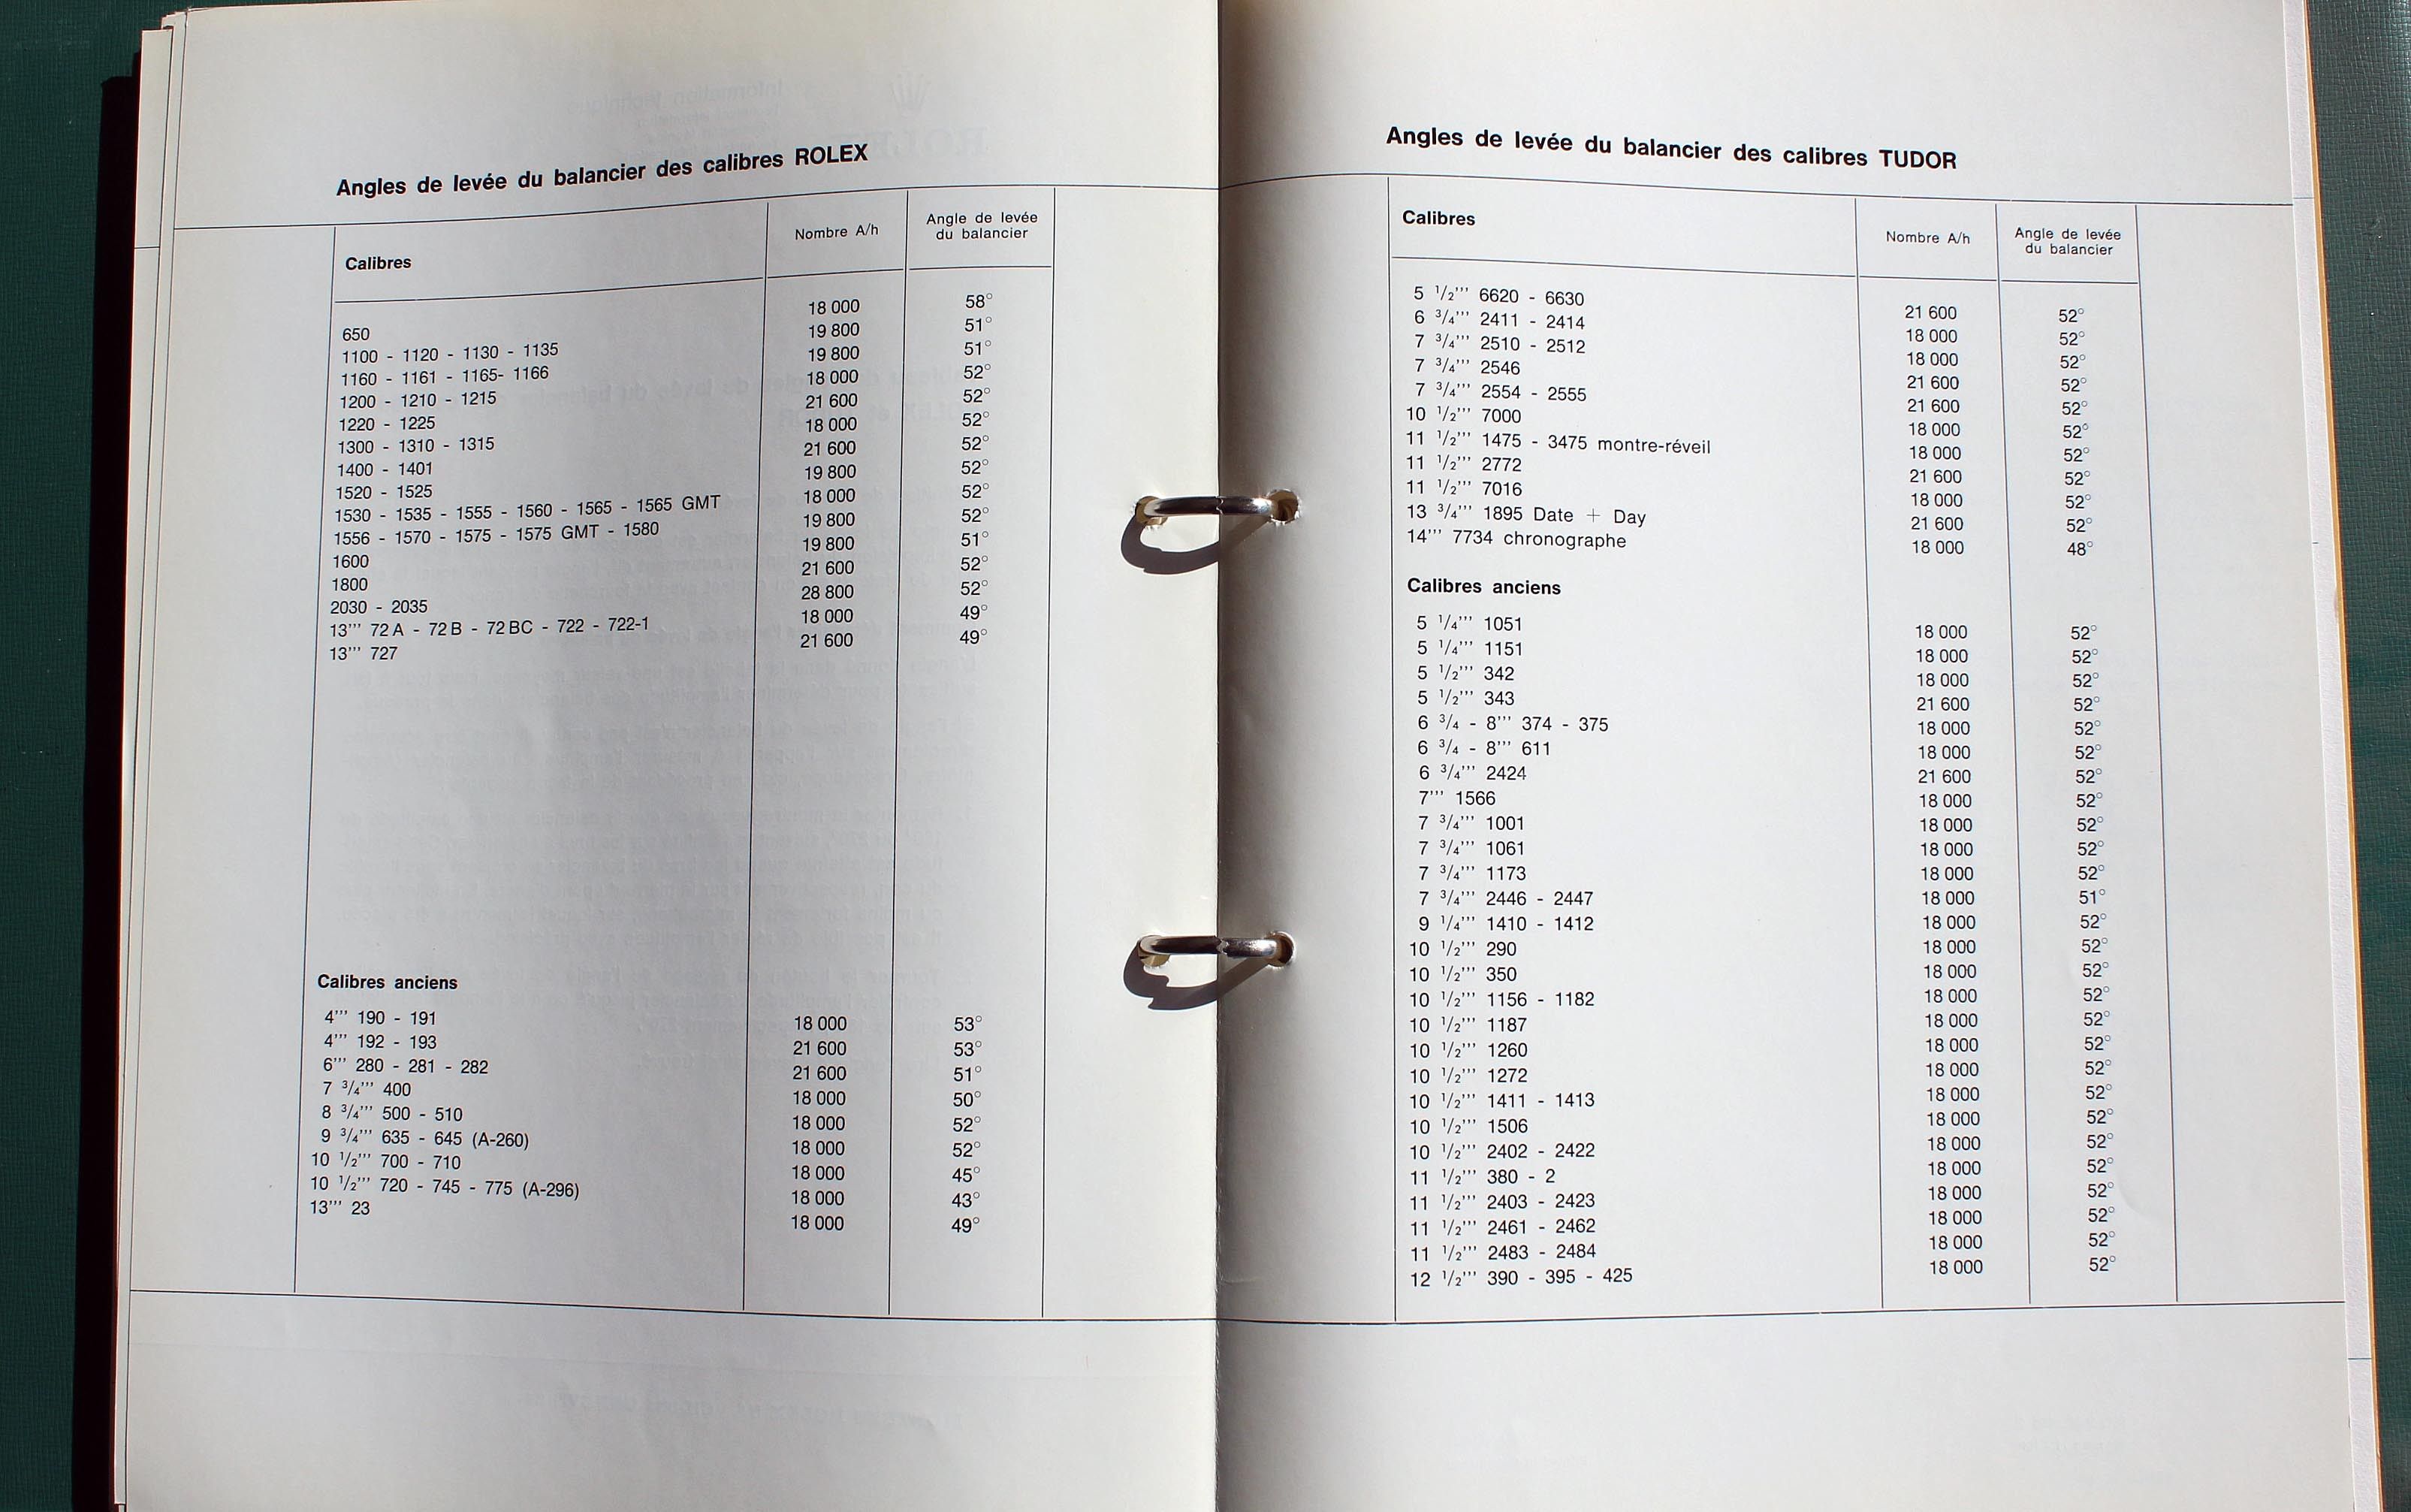 Angles de levée du balancier des calibres ROLEX
Calibres Nombre A/h Angle de levée
du balancier
650 18 000 58°
1100 - 1120 - 1130 - 1135 19 800 51°
1160 - 1161 - 1165- 1166 19 800 51°
1200 - 1210 - 1215 18 000 52°
1220 - 1225 21 600 52°
1300 - 1310 - 1315 18 000 52°
1400 - 1401 21 600 52°
1520 - 1525 19 800 52°
1530 - 1535 - 1555 - 1560 - 1565 - 1565 GMT 18 000 52°
1556 - 1570 - 1575 - 1575 GMT - 1580 19 800 52°
1600 19 800 51°
1800 21 600 52°
2030 - 2035 28 800 52°
13''' 72 A - 72 B - 72 BC - 722 - 722-1 18 000 49°
13''' 727 21 600 49°
Calibres anciens
4''' 190 - 191 18 000 53°
4''' 192 - 193 21 600 53°
6''' 280 - 281 - 282 21 600 51°
7 3/4''' 400 18 000 50°
8 3/4''' 500 - 510 18 000 52°
9 3/4''' 635 - 645 (A-260) 18 000 52°
10 1/2''' 700 - 710 18 000 45°
10 1/2''' 720 - 745 - 775 (A-296) 18 000 43°
13''' 23 18 000 49°
Angles de levée du balancier des calibres TUDOR
Calibres Nombre A/h Angle de levée
du balancier
5 1/2''' 6620 - 6630 21 600 52°
6 3/4''' 2411 - 2414 18 000 52°
7 3/4''' 2510 - 2512 18 000 52°
7 3/4''' 2546 21 600 52°
7 3/4''' 2554 - 2555 21 600 52°
10 1/2''' 7000 18 000 52°
11 1/2''' 1475 - 3475 montre-réveil 18 000 52°
11 1/2''' 2772 21 600 52°
11 1/2''' 7016 18 000 52°
13 3/4''' 1895 Date + Day 21 600 52°
14''' 7734 chronographe 18 000 48°
Calibres anciens
5 1/4''' 1051 18 000 52°
5 1/4''' 1151 18 000 52°
5 1/2''' 342 18 000 52°
5 1/2''' 343 21 600 52°
6 3/4 - 8''' 374 - 375 18 000 52°
6 3/4 - 8''' 611 18 000 52°
6 3/4''' 2424 21 600 52°
7''' 1566 18 000 52°
7 3/4''' 1001 18 000 52°
7 3/4''' 1061 18 000 52°
7 3/4''' 1173 18 000 52°
7 3/4''' 2446 - 2447 18 000 51°
9 1/4''' 1410 - 1412 18 000 52°
10 1/2''' 290 18 000 52°
10 1/2''' 350 18 000 52°
10 1/2''' 1156 - 1182 18 000 52°
10 1/2''' 1187 18 000 52°
10 1/2''' 1260 18 000 52°
10 1/2''' 1272 18 000 52°
10 1/2''' 1411 - 1413 18 000 52°
10 1/2''' 1506 18 000 52°
10 1/2''' 2402 - 2422 18 000 52°
11 1/2''' 380 - 2 18 000 52°
11 1/2''' 2403 - 2423 18 000 52°
11 1/2''' 2461 - 2462 18 000 52°
11 1/2''' 2483 - 2484 18 000 52°
12 1/2''' 390 - 395 - 425 18 000 52°